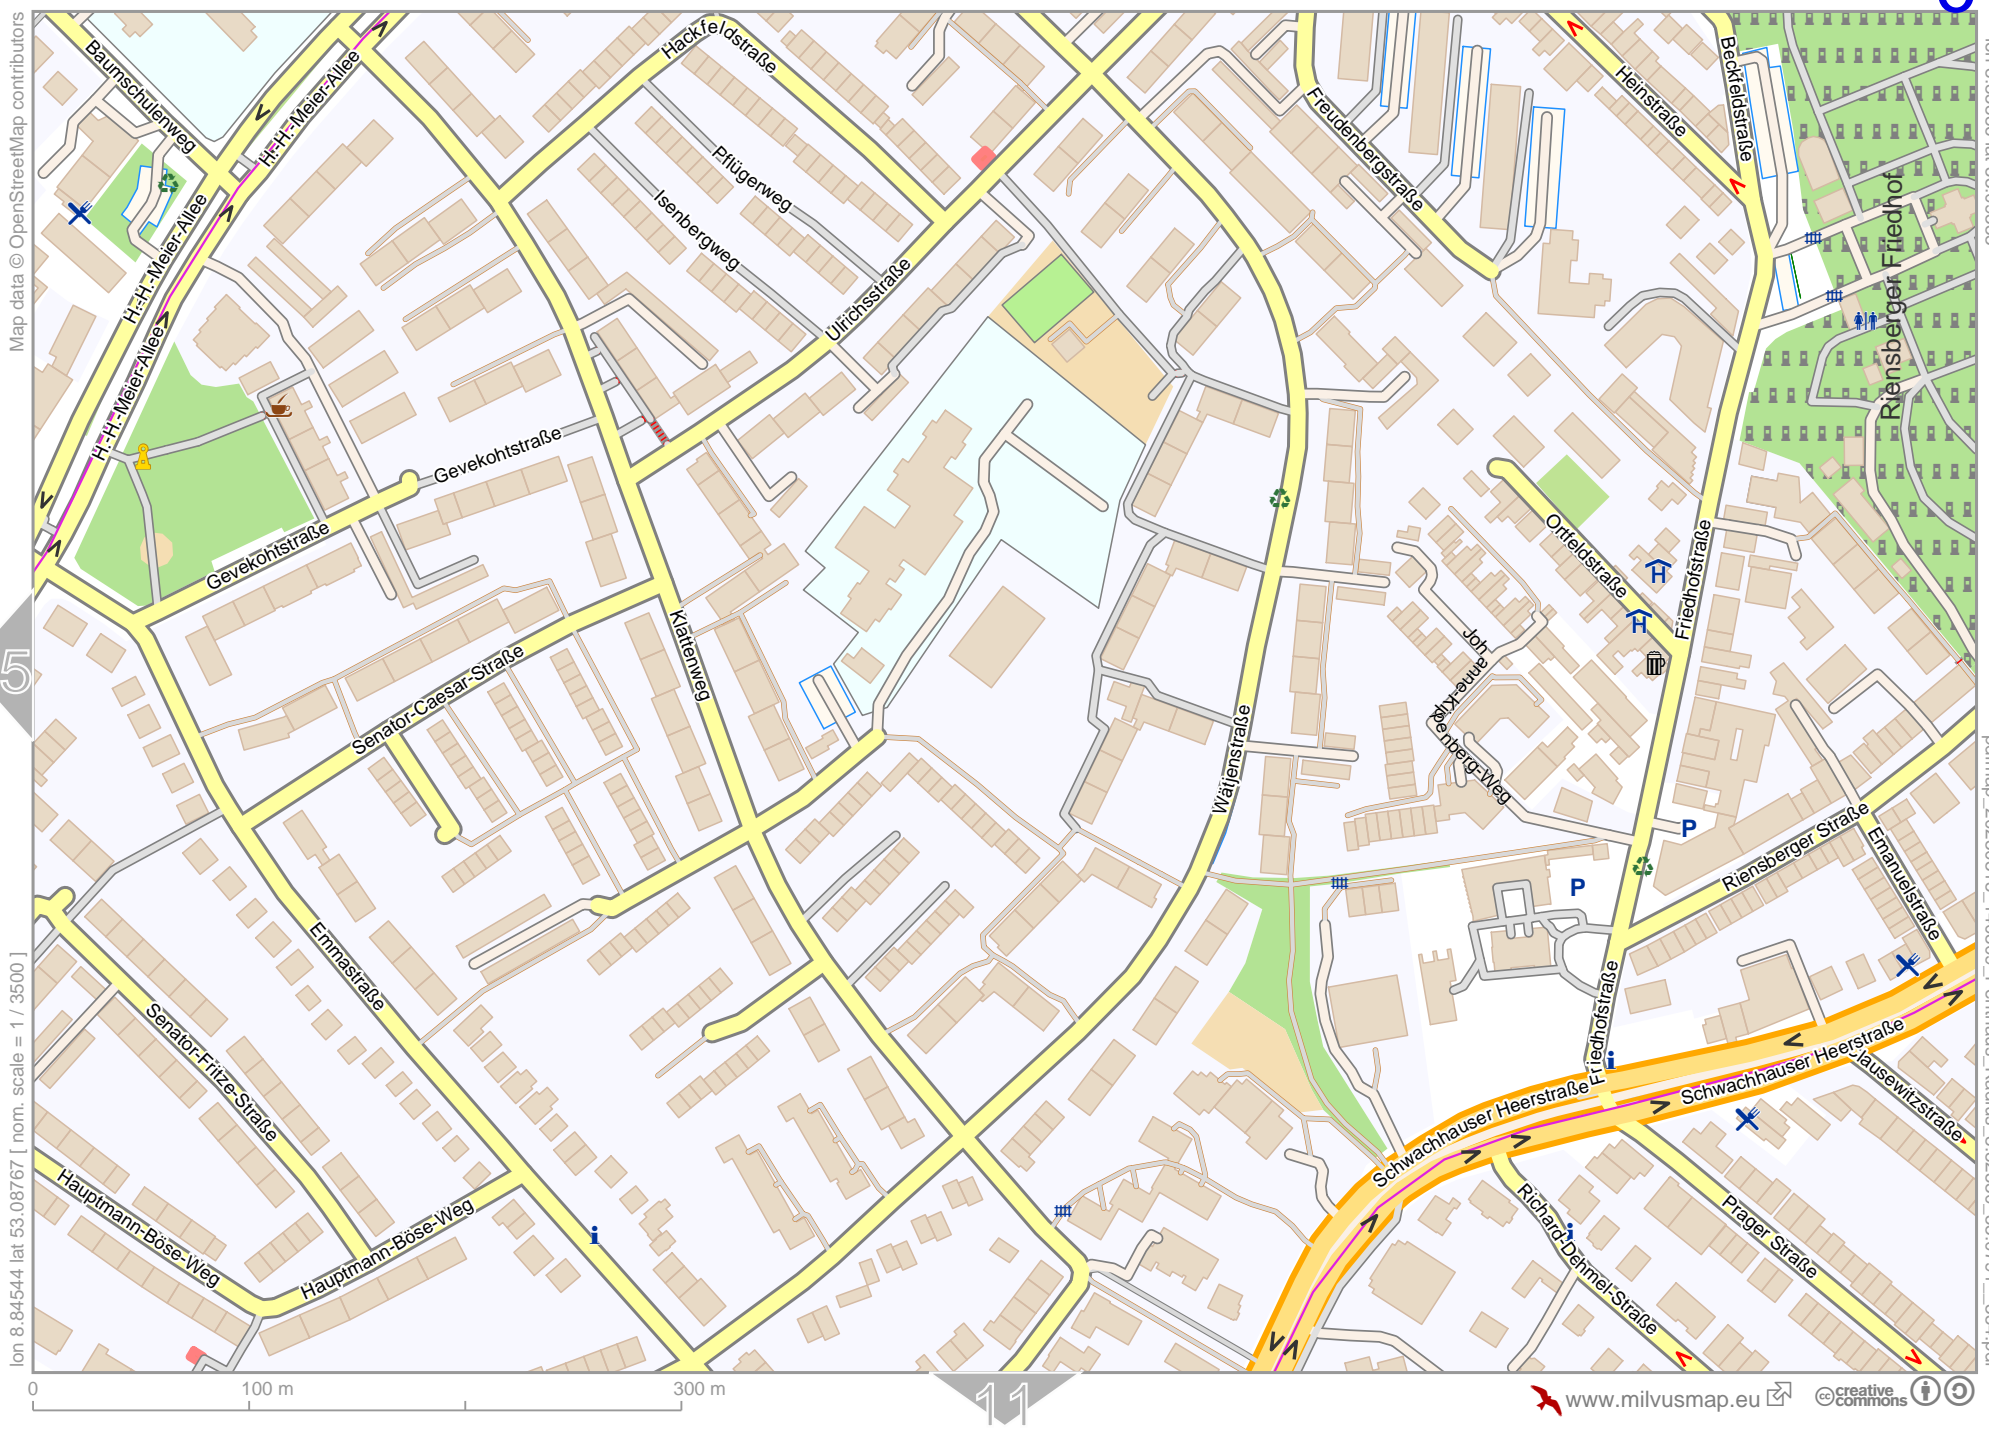 Map data © OpenStreetMap contributors
lon 8.84544 lat 53.08767 [ nom. scale = 1 / 3500 ]
Baumschulenweg
H.-H.-Meier-Allee
H.-H.-Meier-Allee
H.-H.-Meier-Allee
Hackfeldstraße
Pflügerweg
Isenbergweg
Ulrichsstraße
Freudenbergstraße
Heinstraße
Beckfeldstraße
Riensberger Friedhof
Gevekohtstraße
Gevekohtstraße
Klattenweg
Senator-Caesar-Straße
Ortfeldstraße
Friedhofstraße
Wätjenstraße
P
P
Riensberger Straße
Emanuelstraße
Emmastraße
Senator-Fritze-Straße
Hauptmann-Böse-Weg
Hauptmann-Böse-Weg
Friedhofstraße
Schwachhauser Heerstraße
Schwachhauser Heerstraße
Clausewitzstraße
Prager Straße
Richard-Dehmel-Straße
5
11
0
100 m
300 m
www.milvusmap.eu
cc creative commons